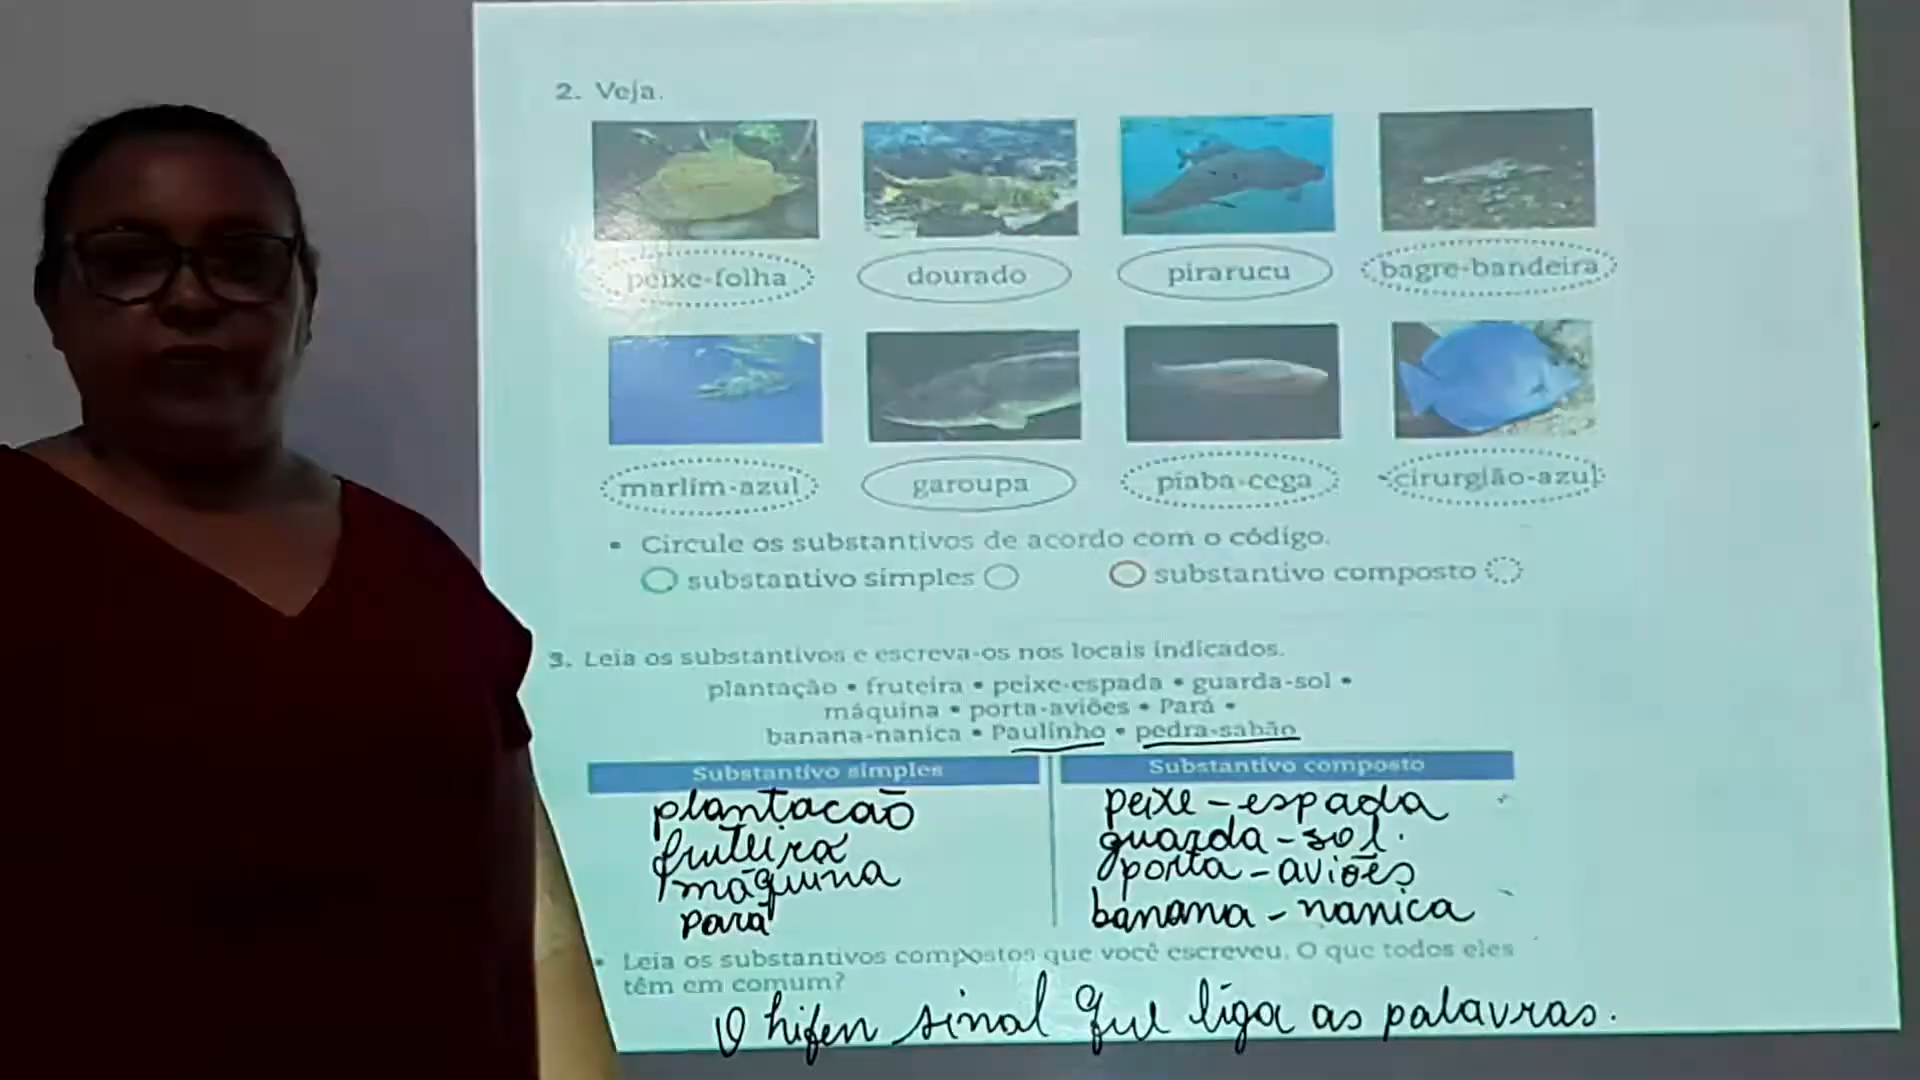 2. Veja.
peixe-folha dourado pirarucu bagre-bandeira
marlim-azul garoupa piaba-cega cirurgião-azul
• Circule os substantivos de acordo com o código.
substantivo simples substantivo composto
3. Leia os substantivos e escreva-os nos locais indicados.
plantação • fruteira • peixe-espada • guarda-sol •
máquina • porta-aviões • Pará •
banana-nanica • Paulinho • pedra-sabão
Substantivo simples Substantivo composto
plantacaō peixe-espada
fruteira guarda-sol.
máquina porta-aviões
Pará banana-nanica
• Leia os substantivos compostos que você escreveu. O que todos eles
têm em comum?
O hifen sinal que liga as palavras.